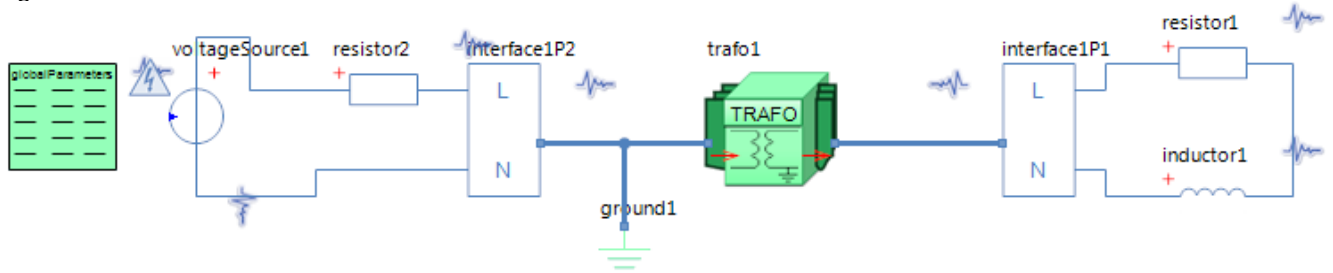 voltageSource1
resistor2
interface1P2
trafo1
interface1P1
resistor1
globalParameters
L
N
TRAFO
L
N
inductor1
ground1